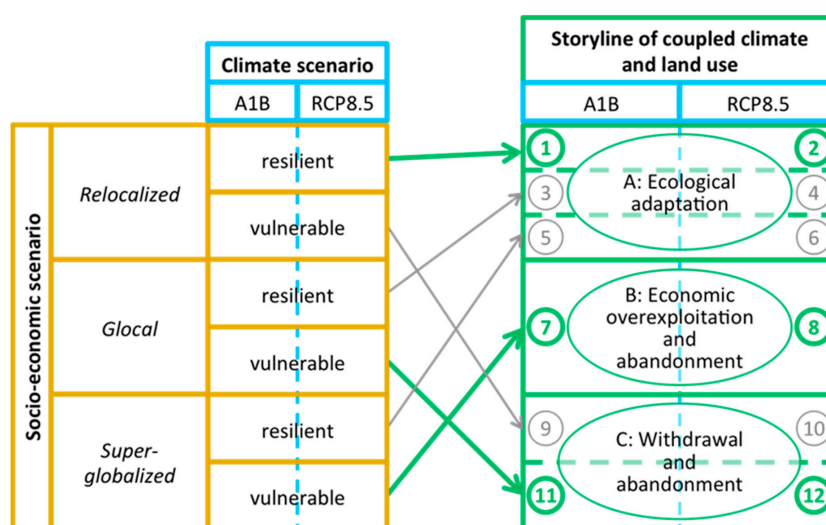 Climate scenario
A1B
RCP8.5
Storyline of coupled climate
and land use
A1B
RCP8.5
Socio-economic scenario
Relocalized
resilient
vulnerable
Glocal
resilient
vulnerable
Super-
globalized
resilient
vulnerable
1
2
3
4
5
6
A: Ecological
adaptation
7
8
B: Economic
overexploitation
and
abandonment
9
10
11
12
C: Withdrawal
and
abandonment